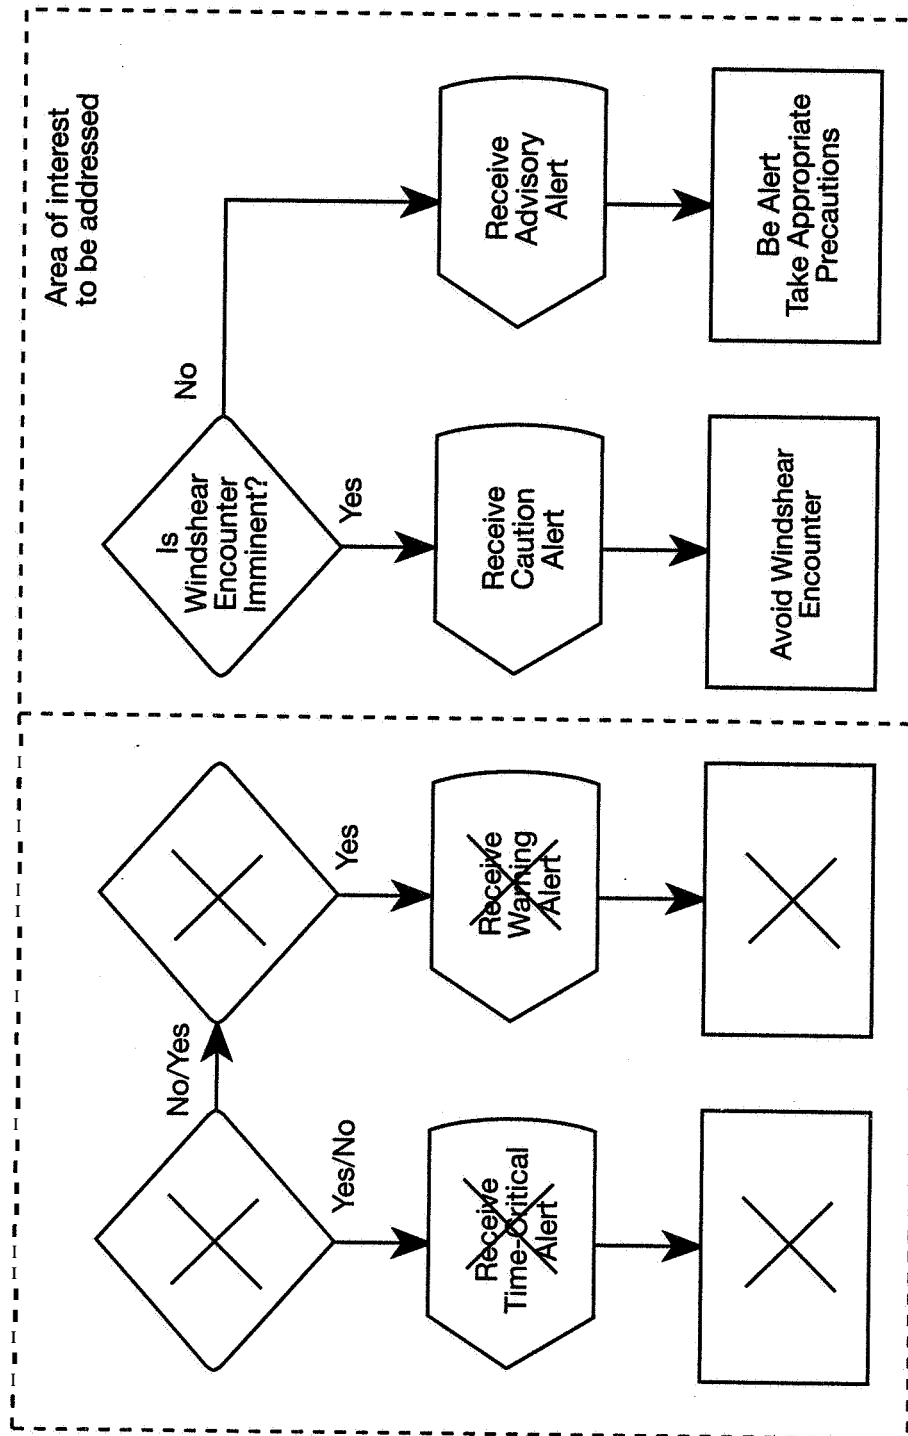 Area of interest
to be addressed
No/Yes
No
Is
Windshear
Encounter
Imminent?
Yes/No
Yes
Yes
Receive
Time-Critical
Alert
Receive
Warning
Alert
Receive
Caution
Alert
Receive
Advisory
Alert
Avoid Windshear
Encounter
Be Alert
Take Appropriate
Precautions